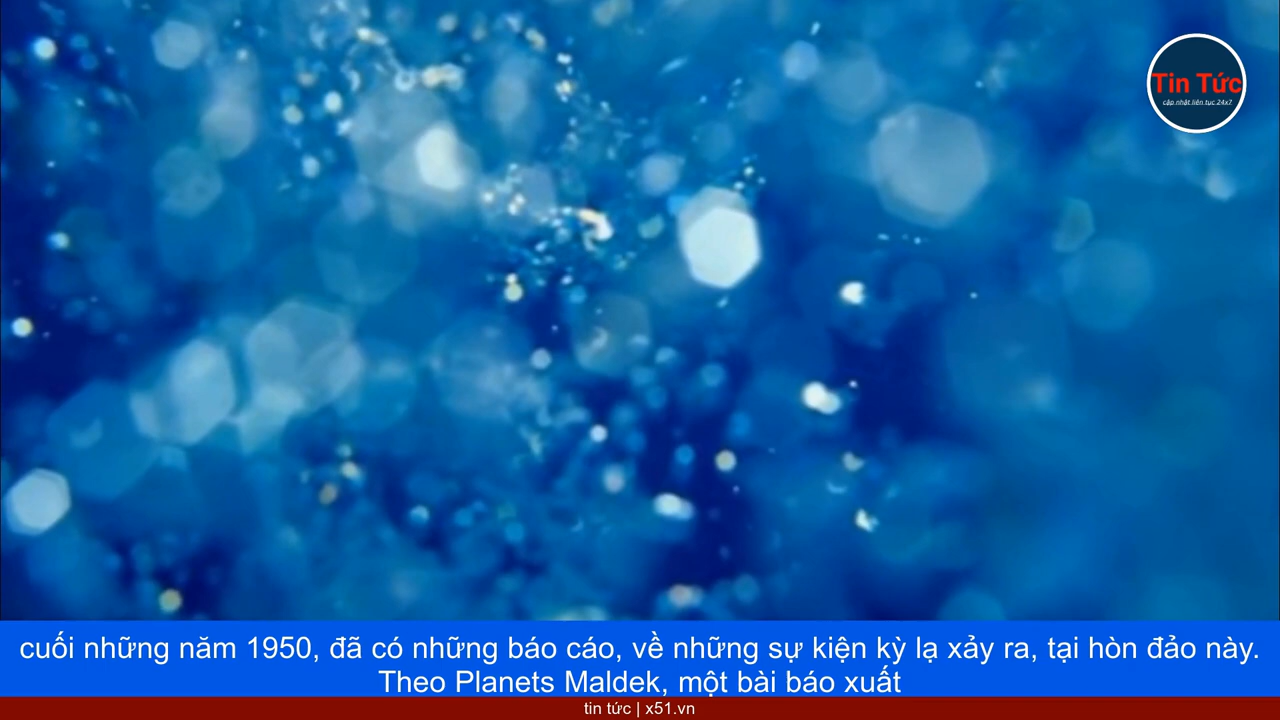 Tin Tức
cập nhật liên tục 24x7
cuối những năm 1950, đã có những báo cáo, về những sự kiện kỳ lạ xảy ra, tại hòn đảo này.
Theo Planets Maldek, một bài báo xuất
tin tức | x51.vn